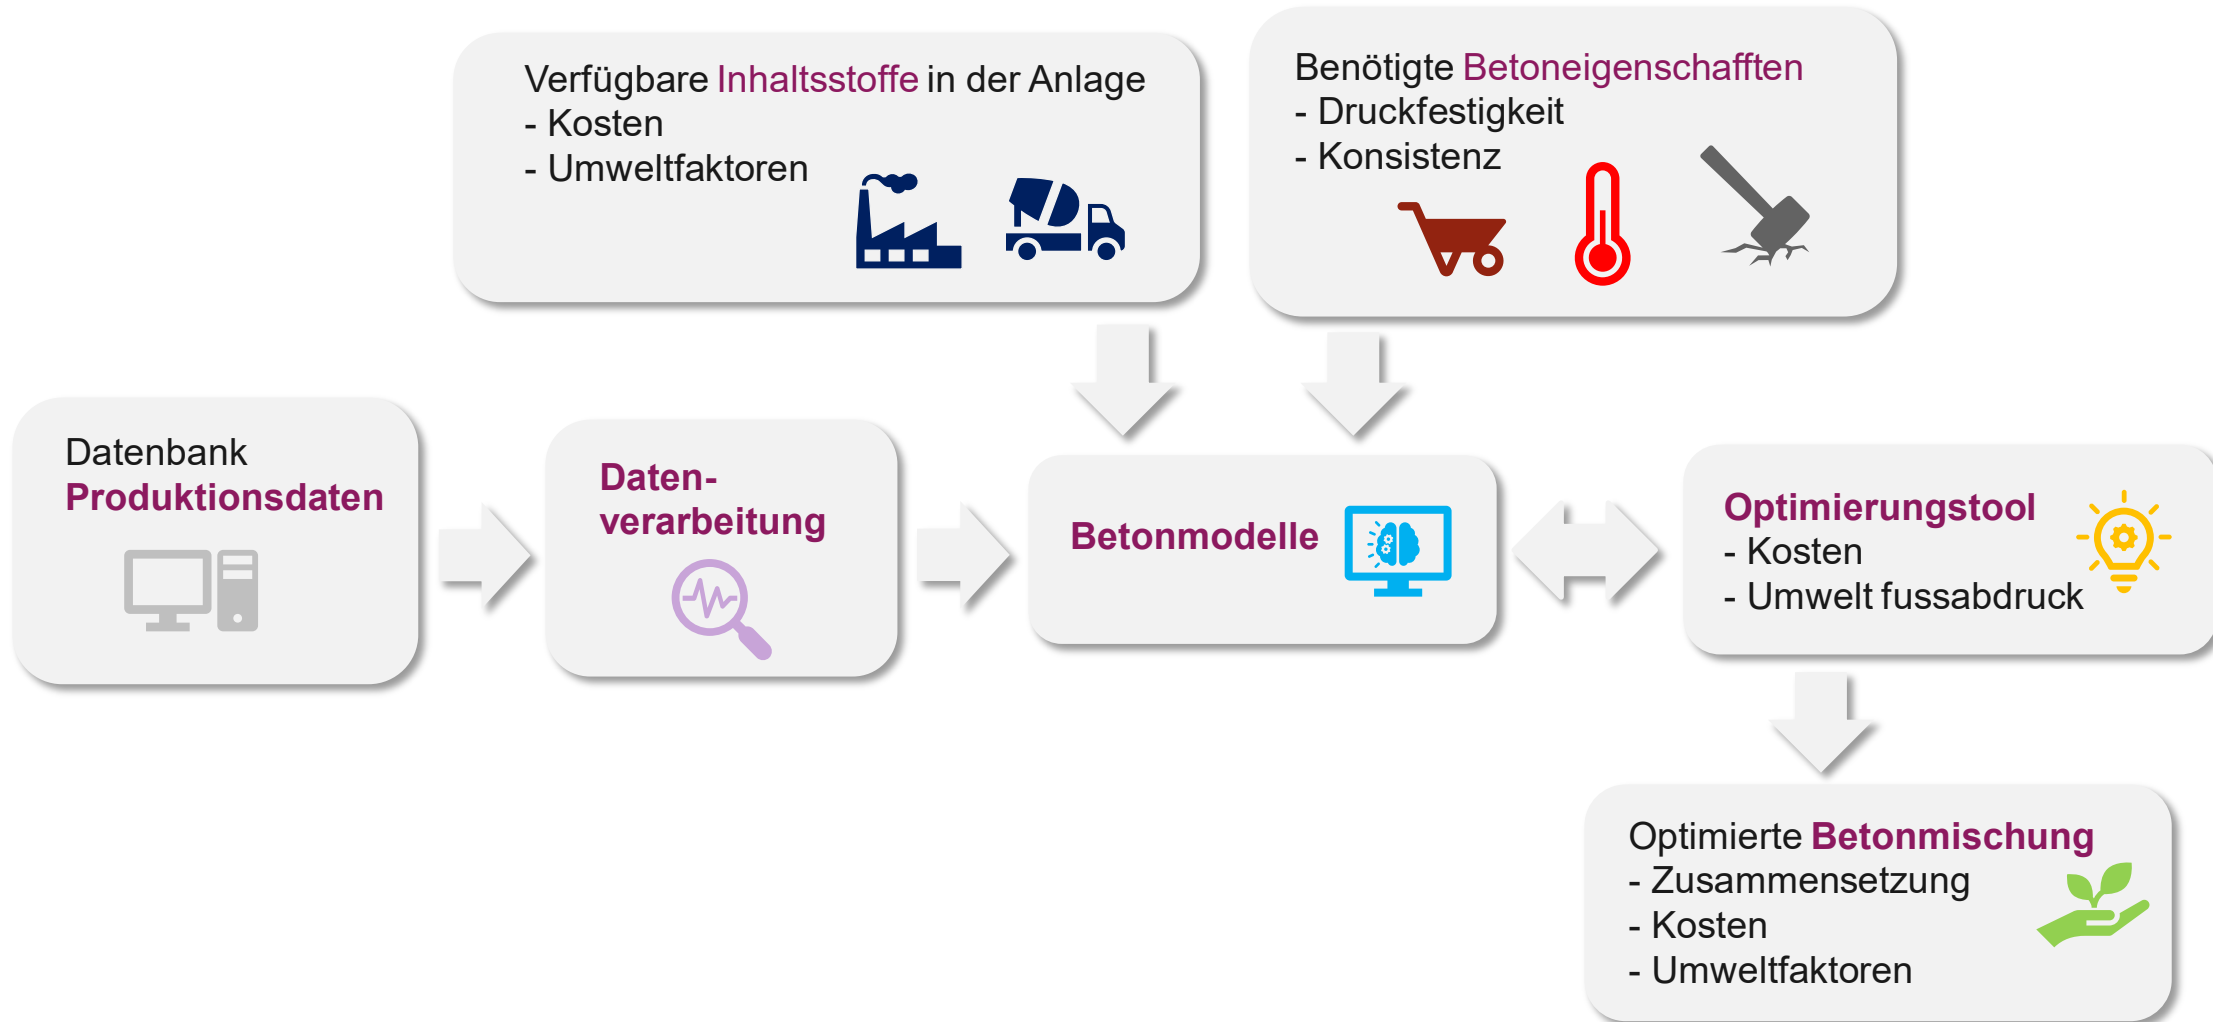 Verfügbare Inhaltsstoffe in der Anlage
- Kosten
- Umweltfaktoren
Benötigte Betoneigenschafften
- Druckfestigkeit
- Konsistenz
Datenbank
Produktionsdaten
Daten-
verarbeitung
Betonmodelle
Optimierungstool
- Kosten
- Umwelt fussabdruck
Optimierte Betonmischung
- Zusammensetzung
- Kosten
- Umweltfaktoren